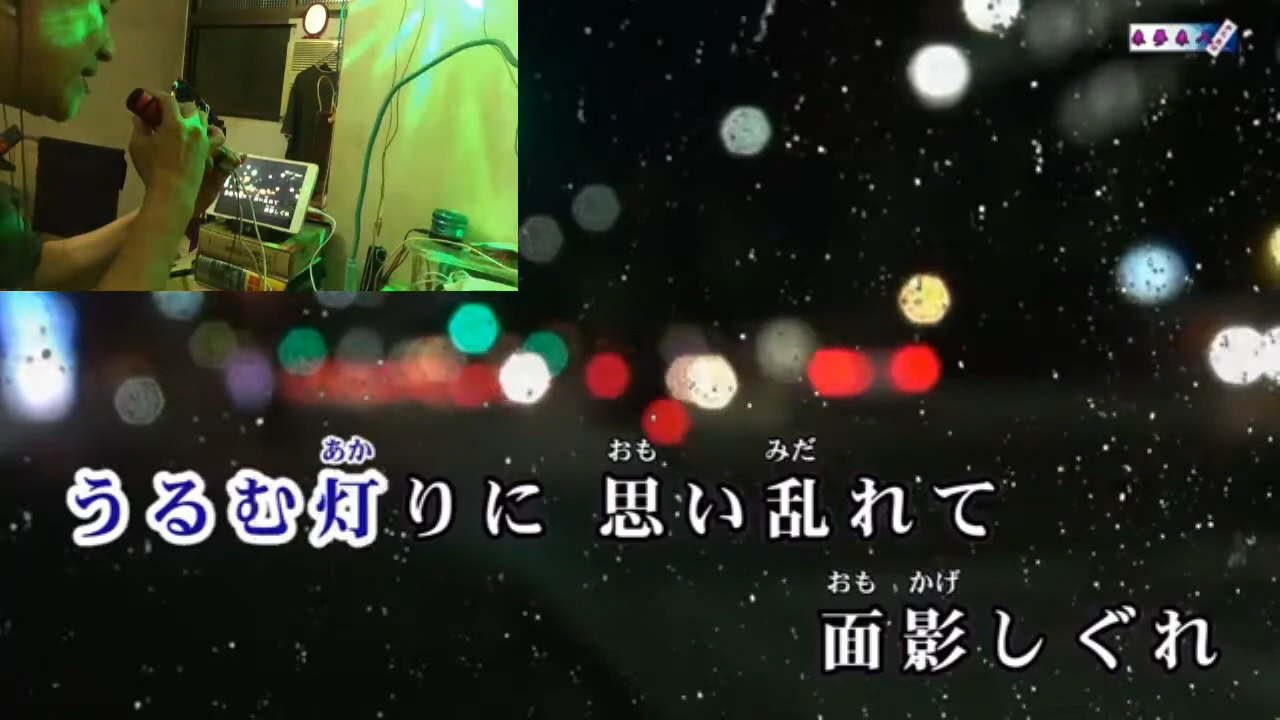 あか おも みだ
うるむ灯りに 思い乱れて
おも かげ
面影しぐれ